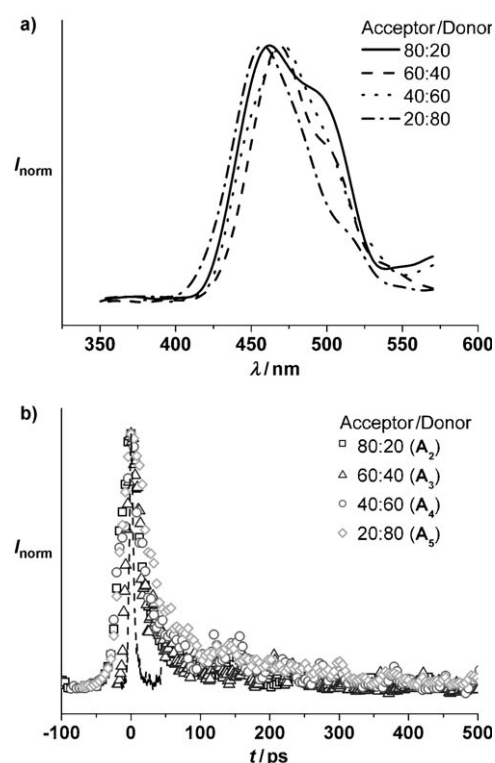 a)
Acceptor/Donor
80:20
60:40
40:60
20:80
Inorm
350 400 450 500 550 600
λ / nm
b)
Acceptor/Donor
80:20 (A2)
60:40 (A3)
40:60 (A4)
20:80 (A5)
Inorm
-100 0 100 200 300 400 500
t / ps